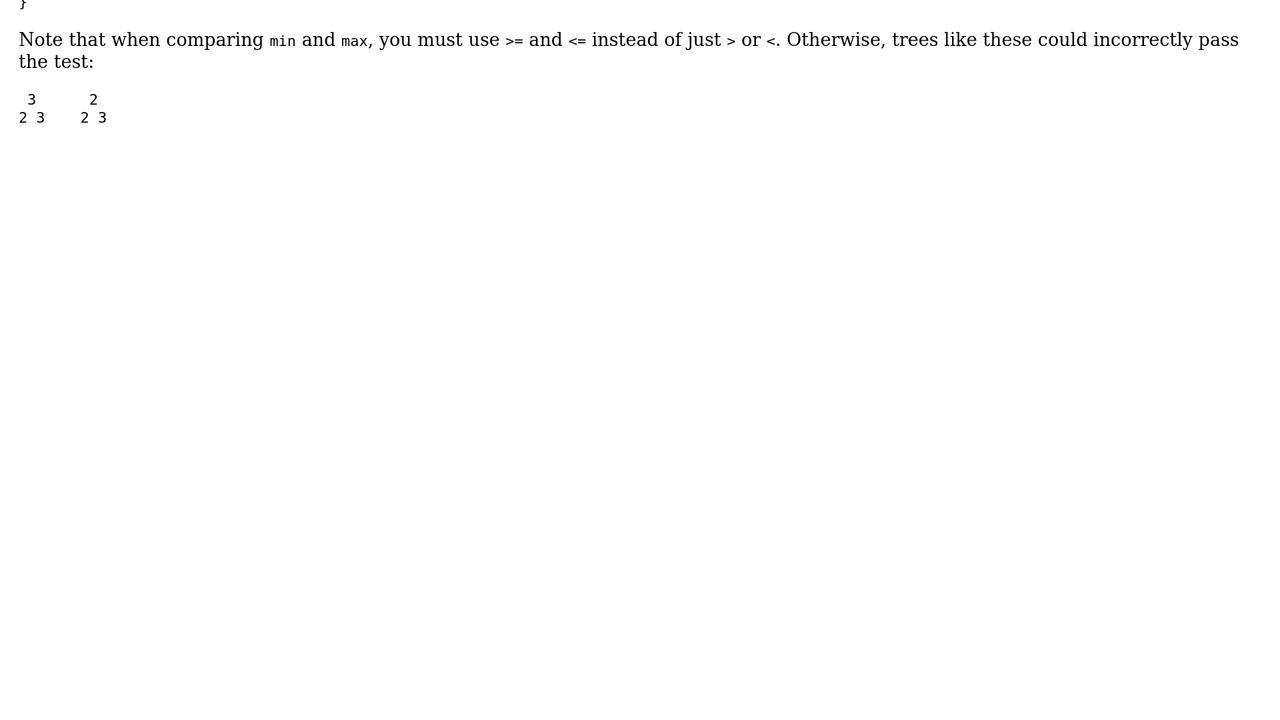 }
Note that when comparing min and max, you must use >= and <= instead of just > or <. Otherwise, trees like these could incorrectly pass
the test:
 3      2
2 3    2 3